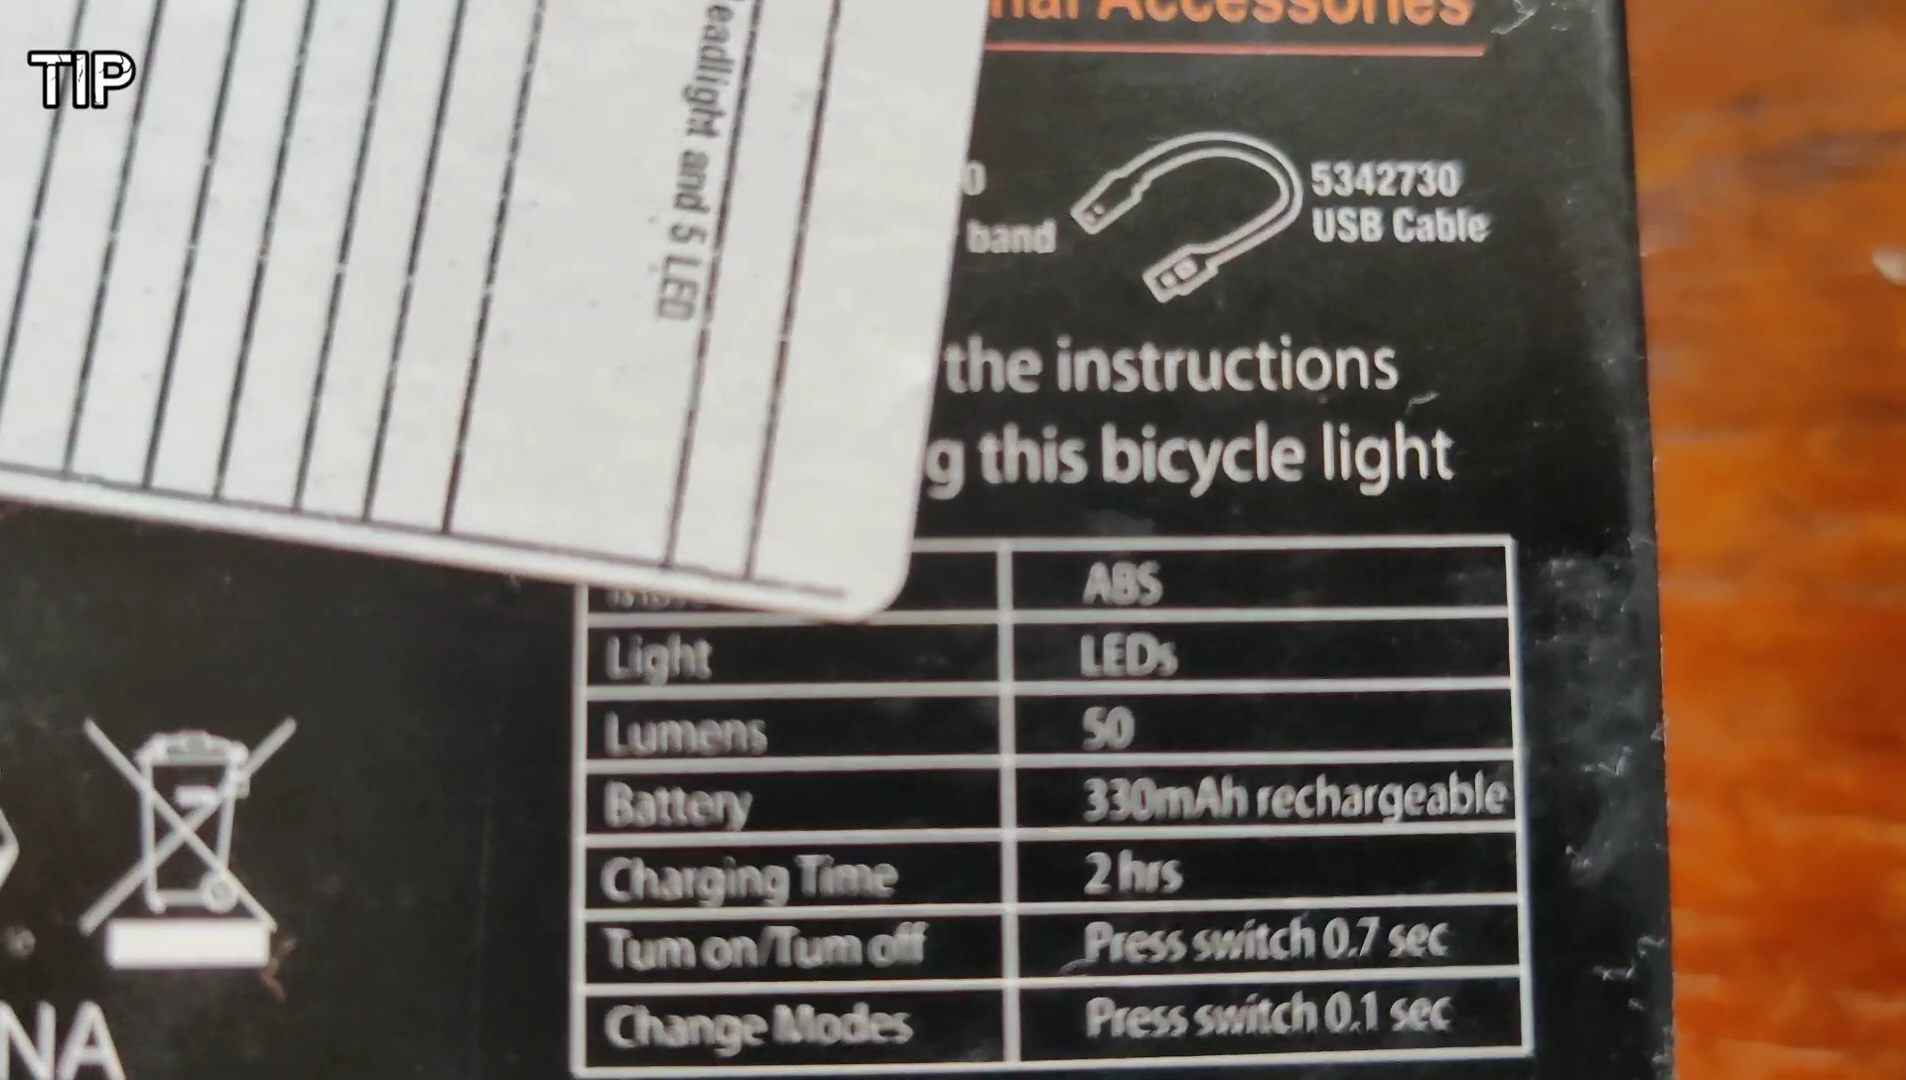 TIP
Accessories
eadlight and 5 LED
0
band
5342730
USB Cable
the instructions
g this bicycle light
ABS
Light LEDs
Lumens 50
Battery 330mAh rechargeable
Charging Time 2 hrs
Turn on/Turn off Press switch 0.7 sec
Change Modes Press switch 0.1 sec
NA